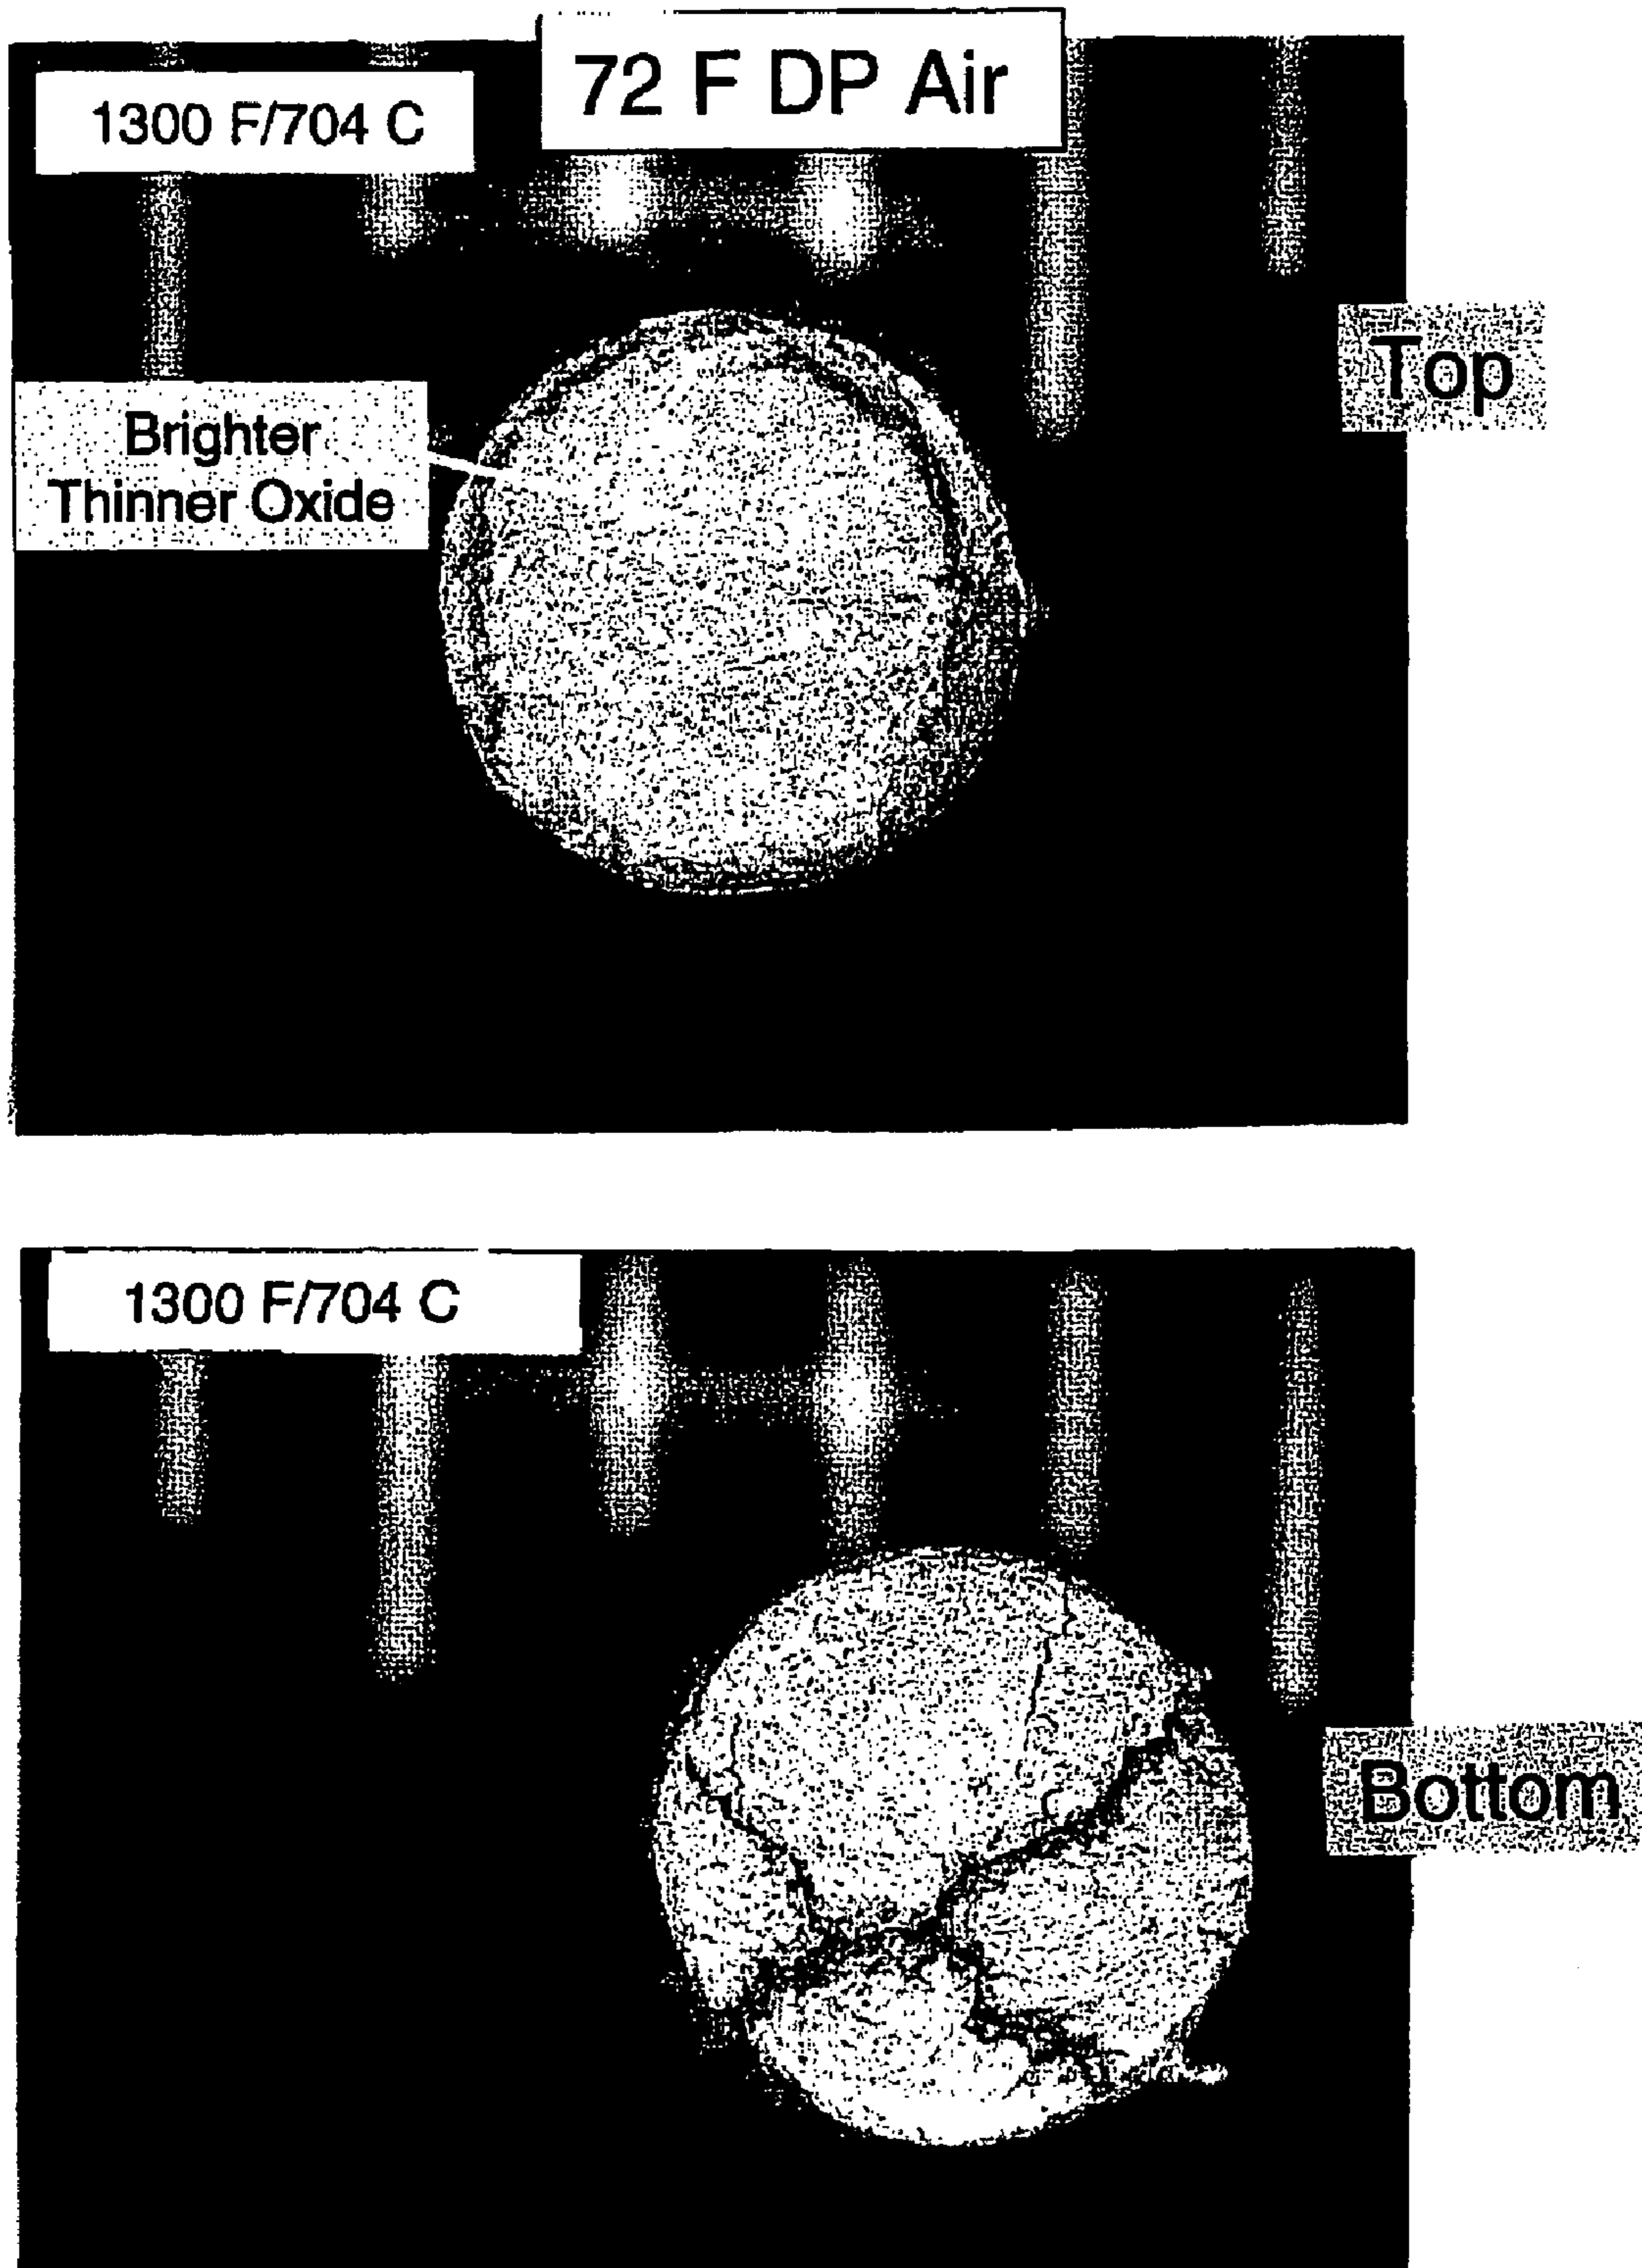 72 F DP Air
1300 F/704 C
Top
Brighter
Thinner Oxide
1300 F/704 C
Bottom